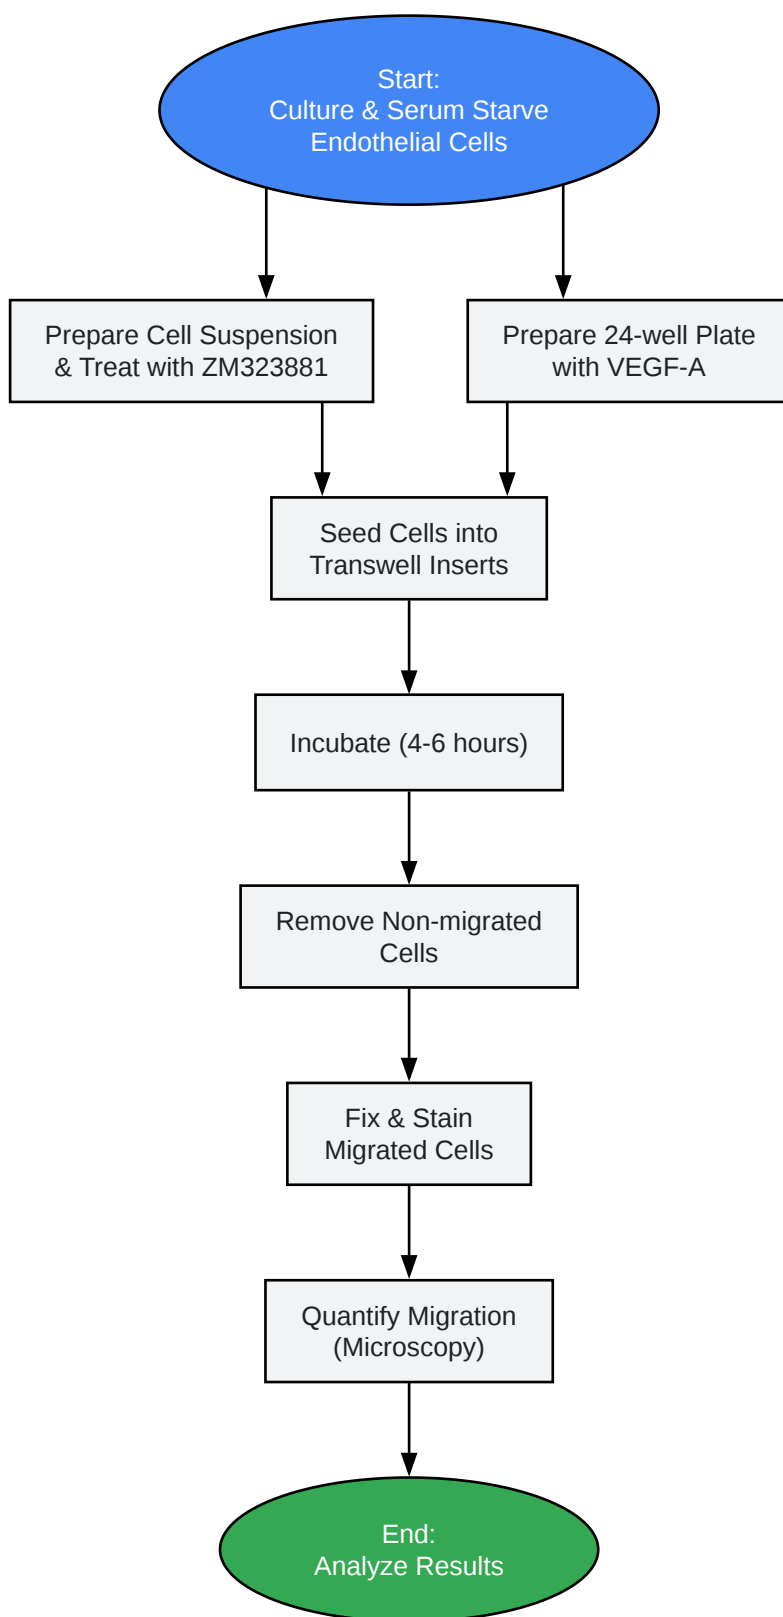 Start:
Culture & Serum Starve
Endothelial Cells
Prepare Cell Suspension
& Treat with ZM323881
Prepare 24-well Plate
with VEGF-A
Seed Cells into
Transwell Inserts
Incubate (4-6 hours)
Remove Non-migrated
Cells
Fix & Stain
Migrated Cells
Quantify Migration
(Microscopy)
End:
Analyze Results